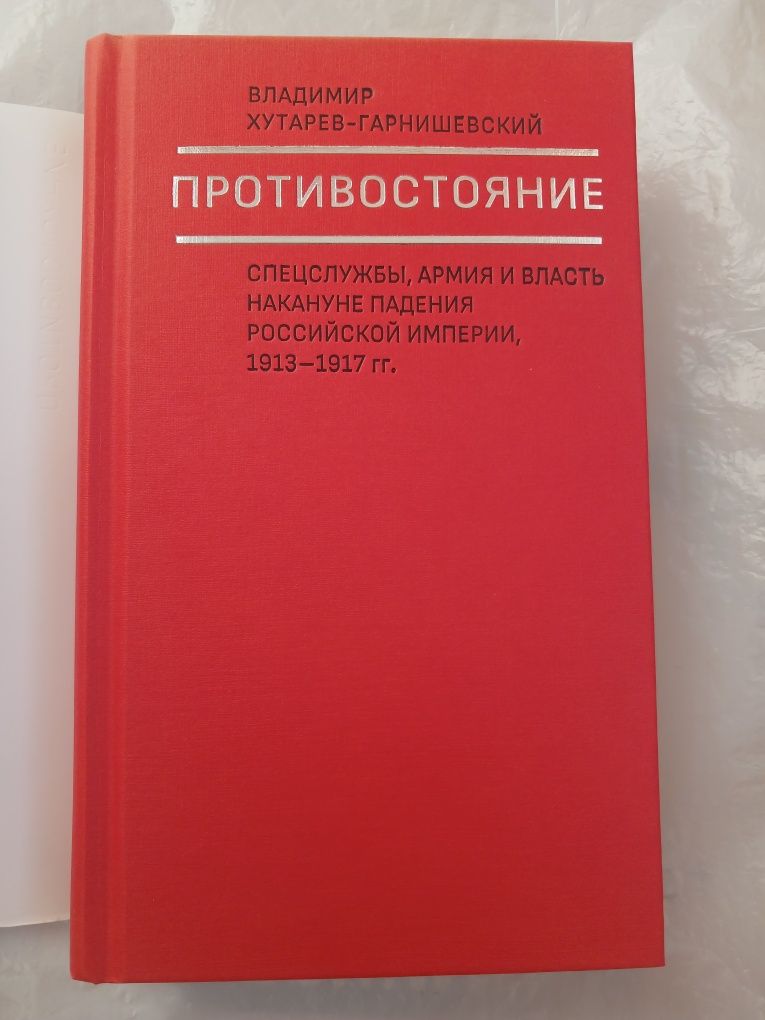 ВЛАДИМИР
ХУТАРЕВ-ГАРНИШЕВСКИЙ
ПРОТИВОСТОЯНИЕ
СПЕЦСЛУЖБЫ, АРМИЯ И ВЛАСТЬ
НАКАНУНЕ ПАДЕНИЯ
РОССИЙСКОЙ ИМПЕРИИ,
1913–1917 гг.